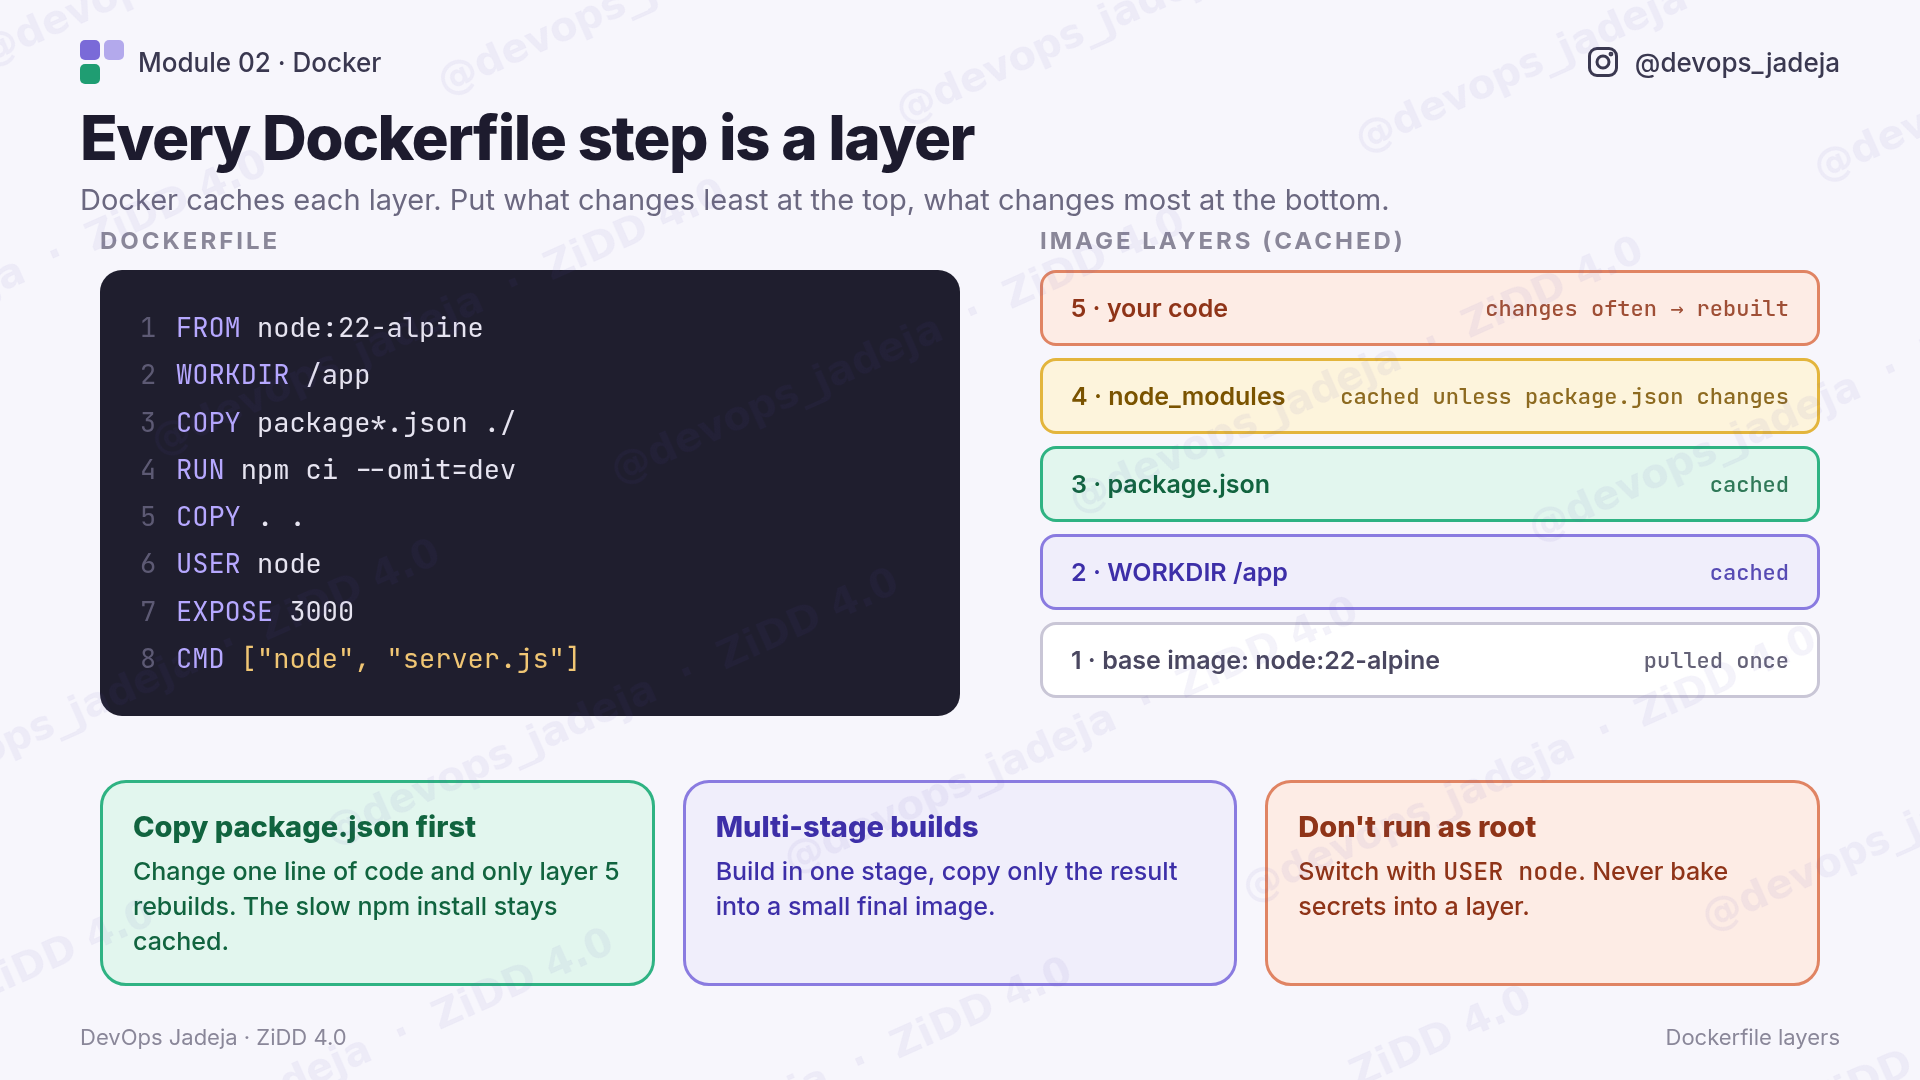 Module 02 · Docker
@devops_jadeja
Every Dockerfile step is a layer
Docker caches each layer. Put what changes least at the top, what changes most at the bottom.
DOCKERFILE
1 FROM node:22-alpine
2 WORKDIR /app
3 COPY package*.json ./
4 RUN npm ci --omit=dev
5 COPY . .
6 USER node
7 EXPOSE 3000
8 CMD ["node", "server.js"]
IMAGE LAYERS (CACHED)
5 · your code changes often → rebuilt
4 · node_modules cached unless package.json changes
3 · package.json cached
2 · WORKDIR /app cached
1 · base image: node:22-alpine pulled once
Copy package.json first
Change one line of code and only layer 5
rebuilds. The slow npm install stays
cached.
Multi-stage builds
Build in one stage, copy only the result
into a small final image.
Don't run as root
Switch with USER node. Never bake
secrets into a layer.
DevOps Jadeja · ZiDD 4.0
Dockerfile layers
@devops_jadeja · ZiDD 4.0